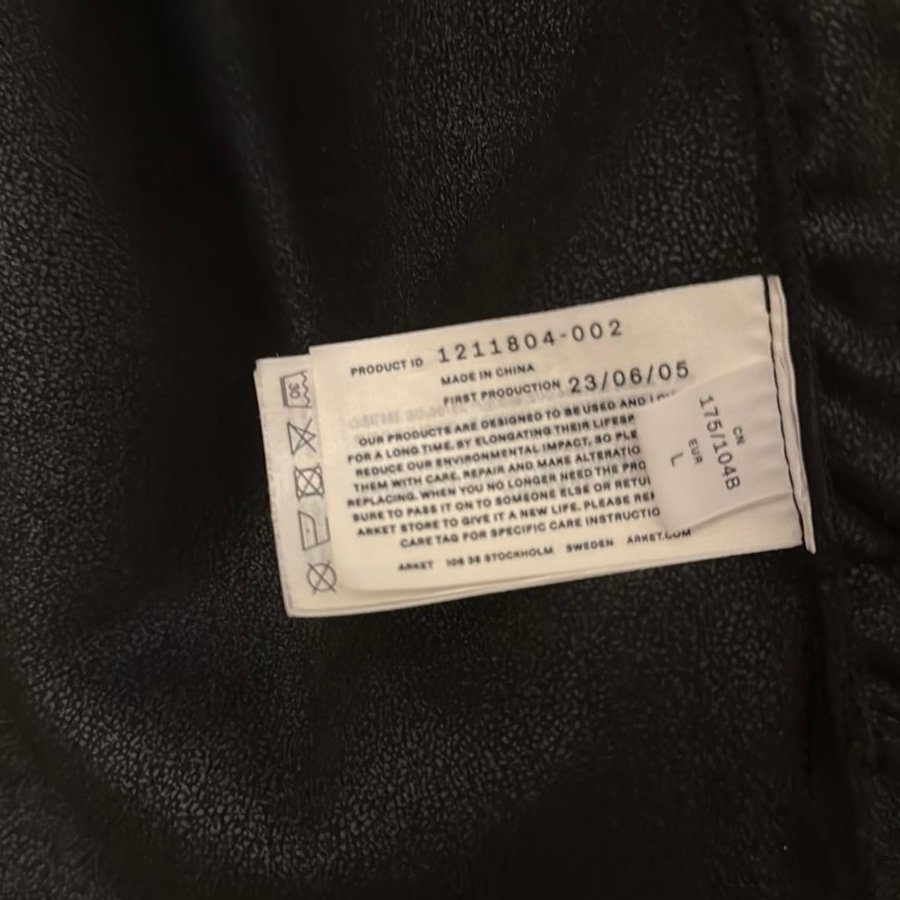 PRODUCT ID 1211804-002
MADE IN CHINA
FIRST PRODUCTION 23/06/05
OUR PRODUCTS ARE DESIGNED TO BE USED AND
FOR A LONG TIME. BY ELONGATING THEIR
REDUCE OUR ENVIRONMENTAL IMPACT, SO
THEM WITH CARE, REPAIR AND MAKE
REPLACING. WHEN YOU NO LONGER NEED THE
SURE TO PASS IT ON TO SOMEONE ELSE OR
ARKET STORE TO GIVE IT A NEW LIFE. PLEASE
CARE TAG FOR SPECIFIC CARE
ARKET 104 38 STOCKHOLM SWEDEN ARKET.COM
CN
175/104B
EUR
L
30